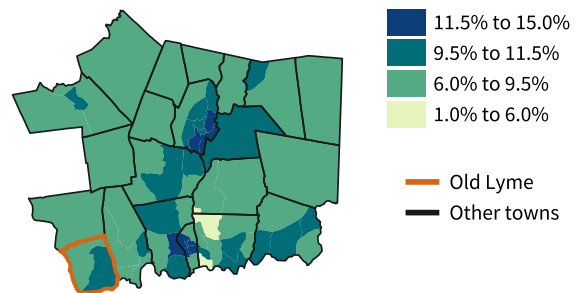 11.5% to 15.0%
9.5% to 11.5%
6.0% to 9.5%
1.0% to 6.0%
Old Lyme
Other towns